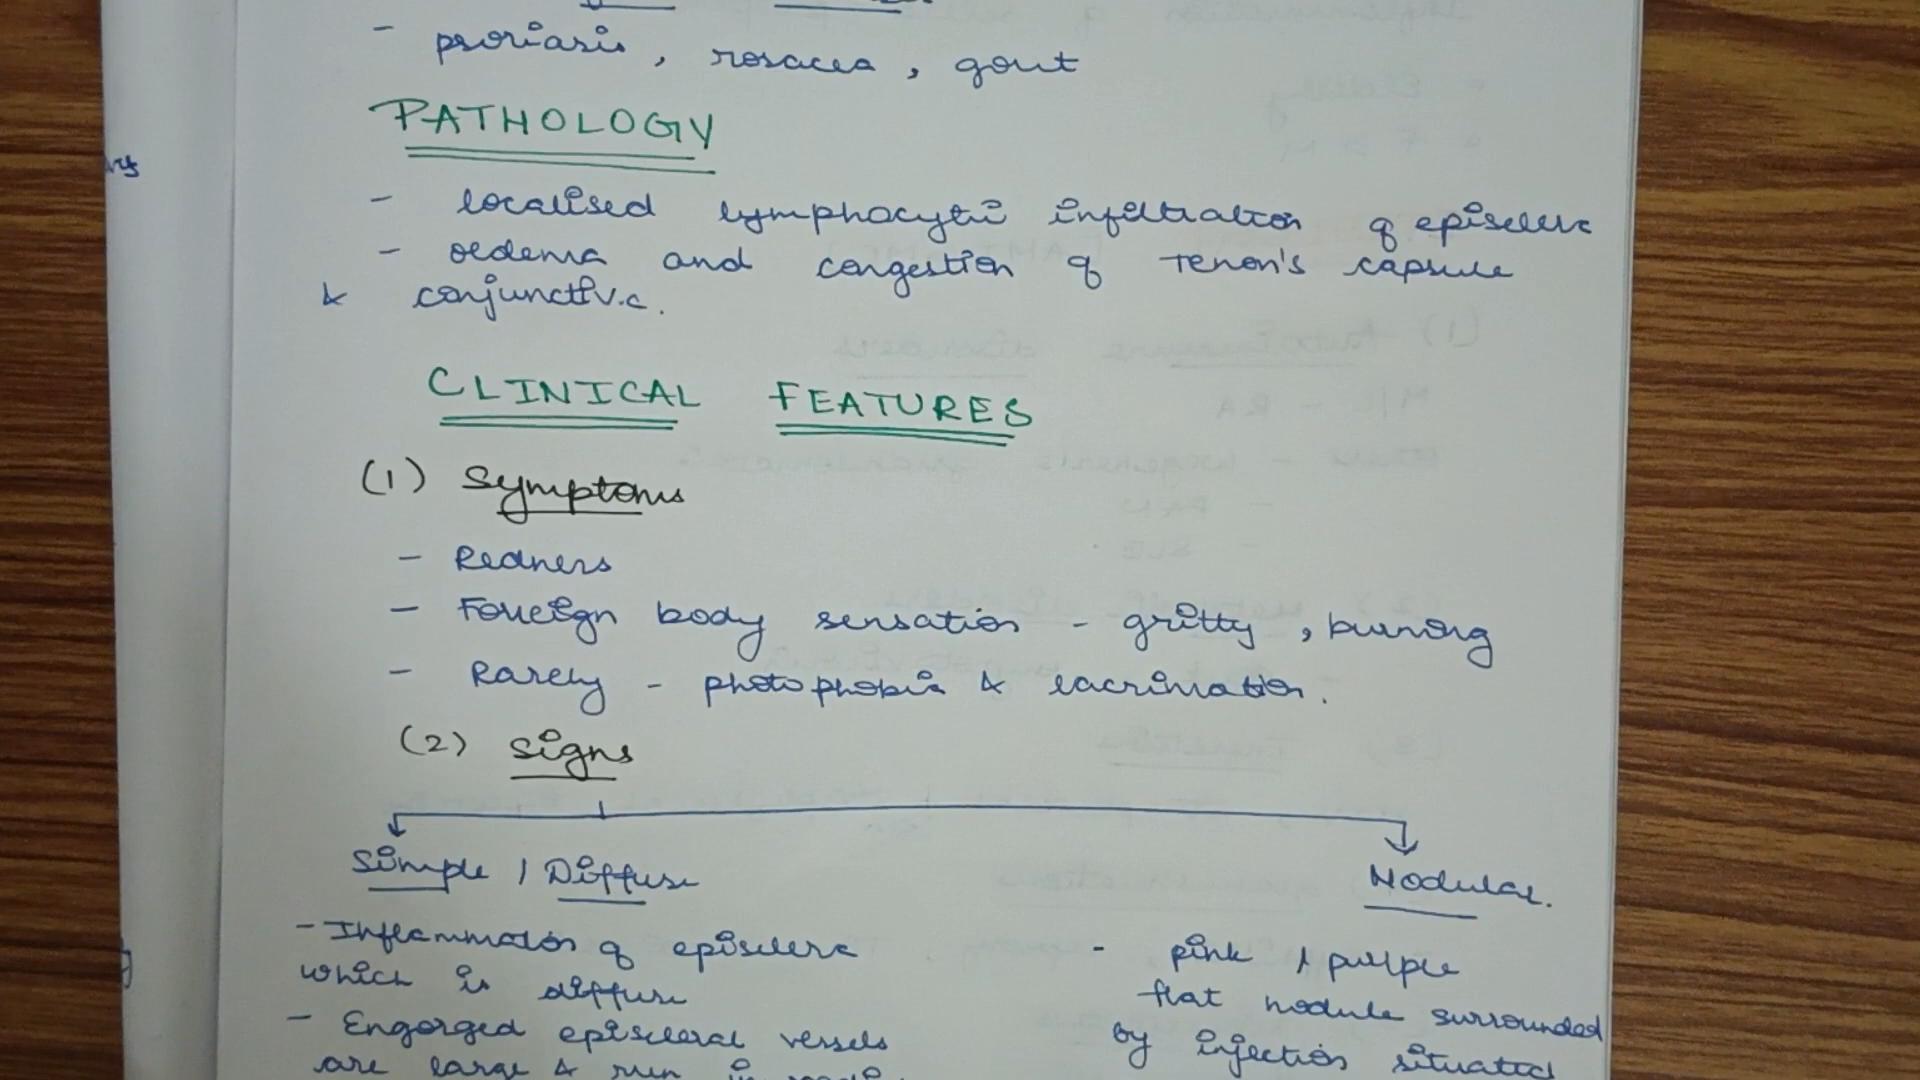 - psoriasis, rosacea, gout
PATHOLOGY
- localised lymphocytic infiltration of episclera
- oedema and congestion of Tenon's capsule
& conjunctiva.
CLINICAL FEATURES
(1) Symptoms
- Redness
- Foreign body sensation - gritty, burning
- Rarely - photophobia & lacrimation.
(2) Signs
Simple / Diffuse
Nodular.
- Inflammation of episclera
which is diffuse
- Engorged episcleral vessels
are large & run in
- pink / purple
flat nodule surrounded
by injection situated